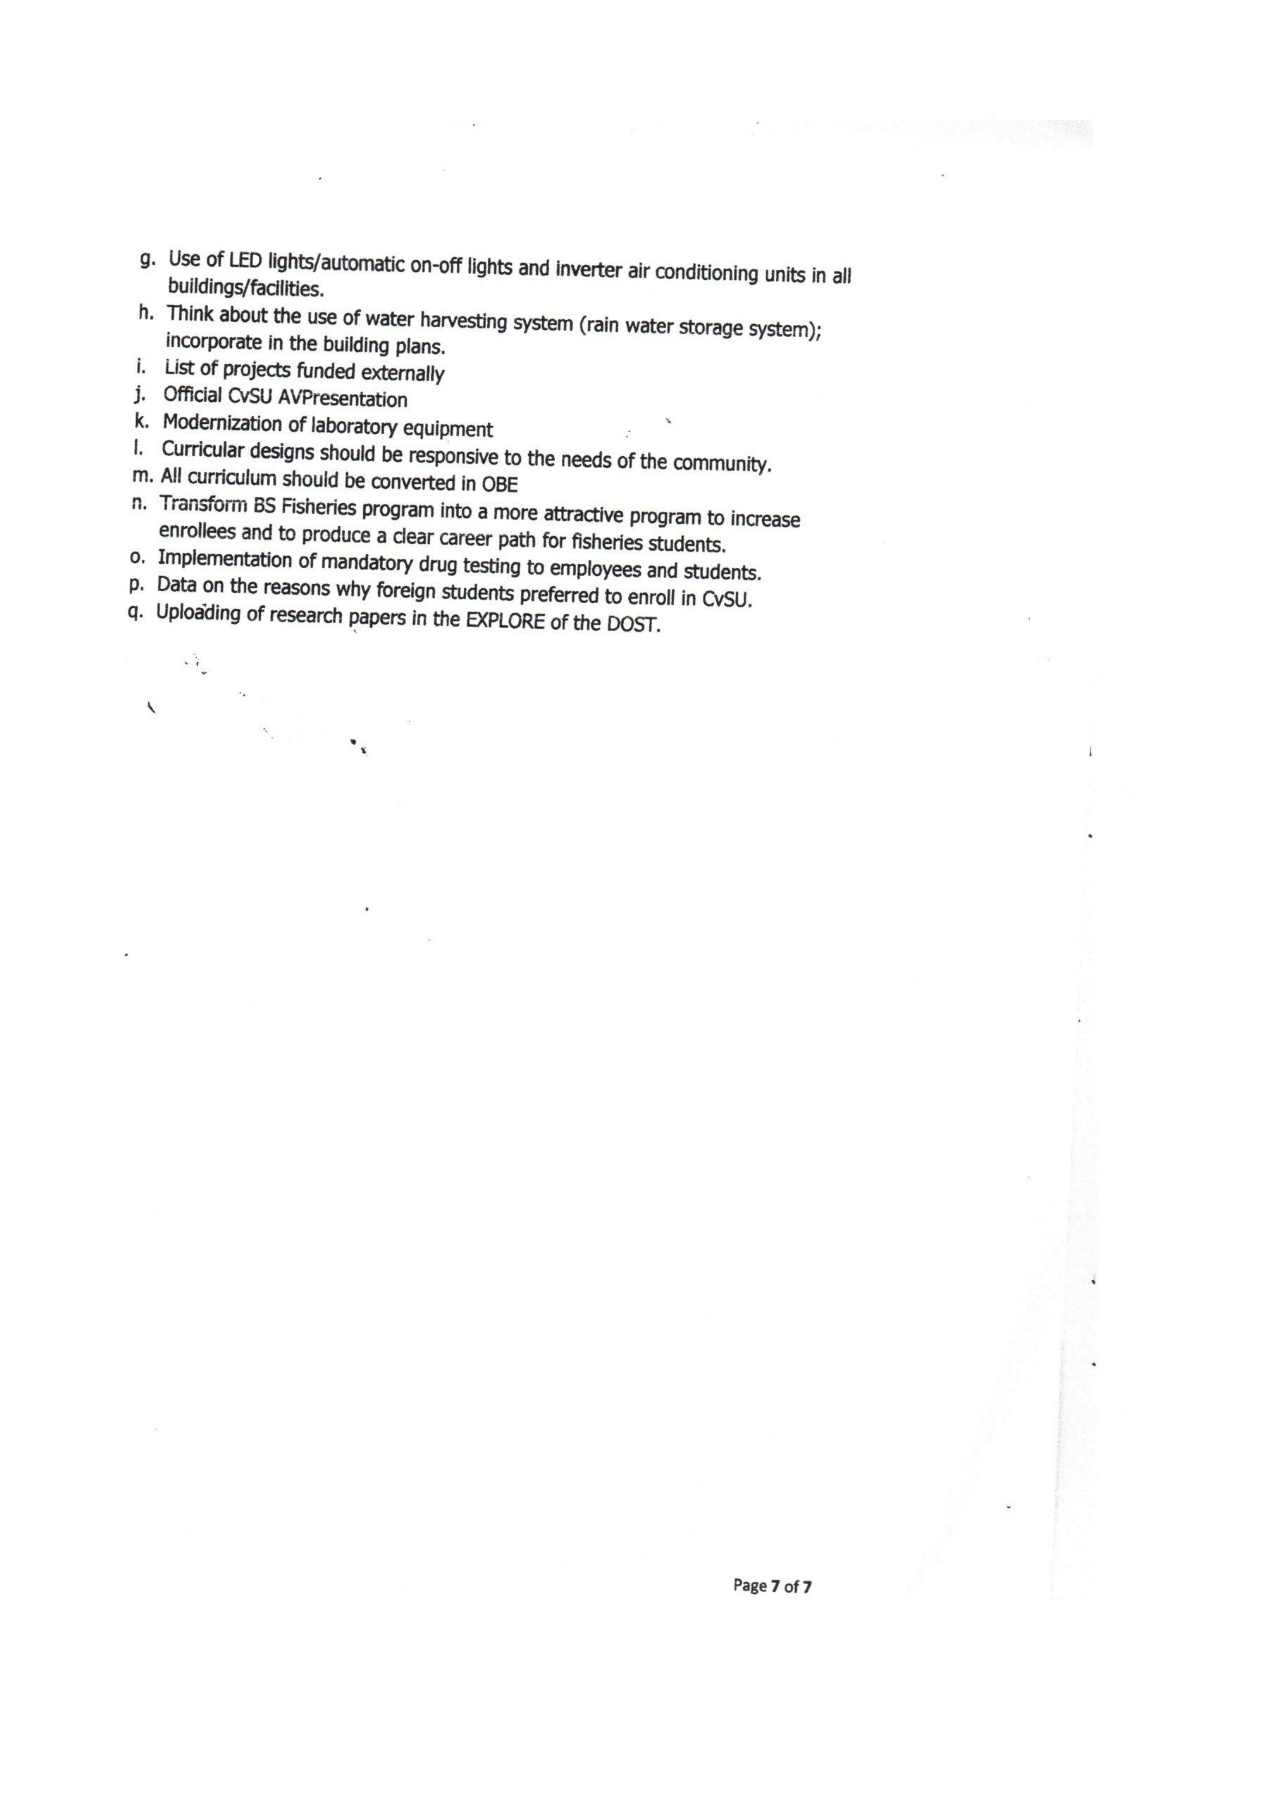 g. Use of LED lights/automatic on-off lights and inverter air conditioning units in all
buildings/facilities.
h. Think about the use of water harvesting system (rain water storage system);
incorporate in the building plans.
i. List of projects funded externally
j. Official CvSU AVPresentation
k. Modernization of laboratory equipment
l. Curricular designs should be responsive to the needs of the community.
m. All curriculum should be converted in OBE
n. Transform BS Fisheries program into a more attractive program to increase
enrollees and to produce a clear career path for fisheries students.
o. Implementation of mandatory drug testing to employees and students.
p. Data on the reasons why foreign students preferred to enroll in CvSU.
q. Uploading of research papers in the EXPLORE of the DOST.
Page 7 of 7